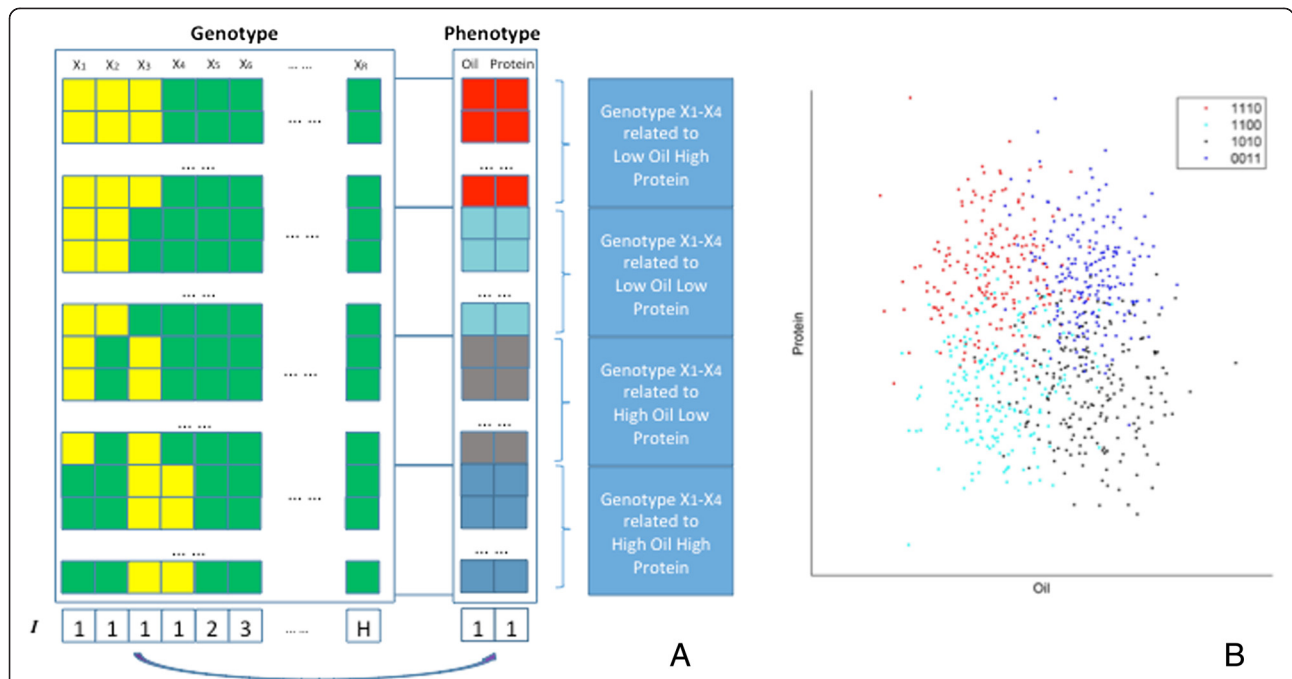 Genotype
Phenotype
X1 X2 X3 X4 X5 X6 ... ... XR
Oil Protein
... ...
... ... ... ...
... ...
... ... ... ...
... ...
... ... ... ...
... ...
... ... ... ...
Genotype X1-X4
related to
Low Oil High
Protein
Genotype X1-X4
related to
Low Oil Low
Protein
Genotype X1-X4
related to
High Oil Low
Protein
Genotype X1-X4
related to
High Oil High
Protein
I 1 1 1 1 2 3 ... ... H 1 1
A
1110
1100
1010
0011
Protein
Oil
B